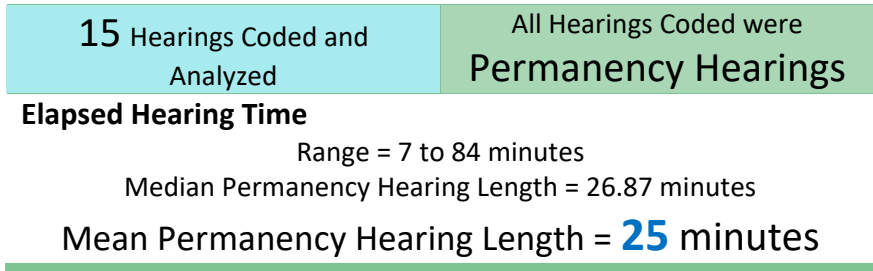 15 Hearings Coded and
Analyzed
All Hearings Coded were
Permanency Hearings
Elapsed Hearing Time
Range = 7 to 84 minutes
Median Permanency Hearing Length = 26.87 minutes
Mean Permanency Hearing Length = 25 minutes